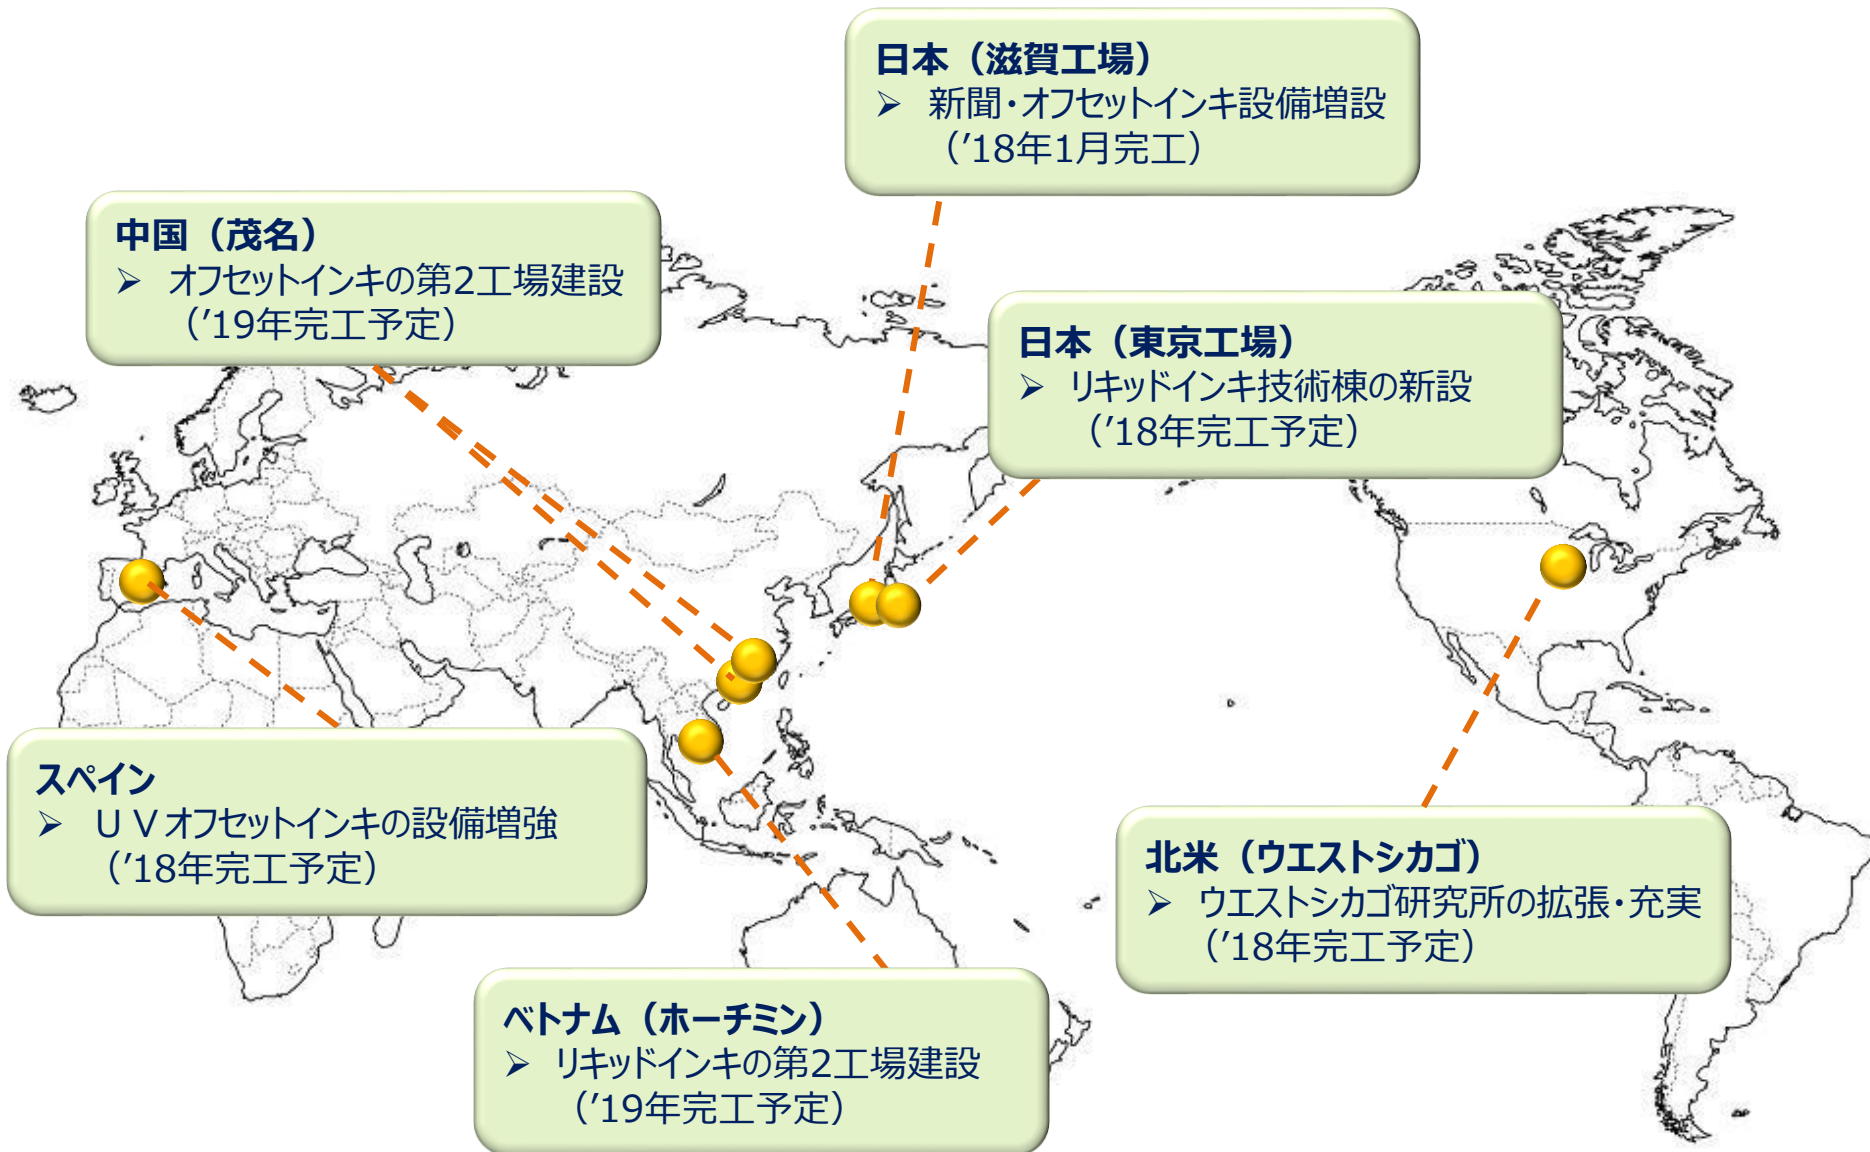 日本（滋賀工場）
➢ 新聞・オフセットインキ設備増設
（’18年1月完工）
中国（茂名）
➢ オフセットインキの第2工場建設
（’19年完工予定）
日本（東京工場）
➢ リキッドインキ技術棟の新設
（’18年完工予定）
スペイン
➢ ＵＶオフセットインキの設備増強
（’18年完工予定）
北米（ウエストシカゴ）
➢ ウエストシカゴ研究所の拡張・充実
（’18年完工予定）
ベトナム（ホーチミン）
➢ リキッドインキの第2工場建設
（’19年完工予定）